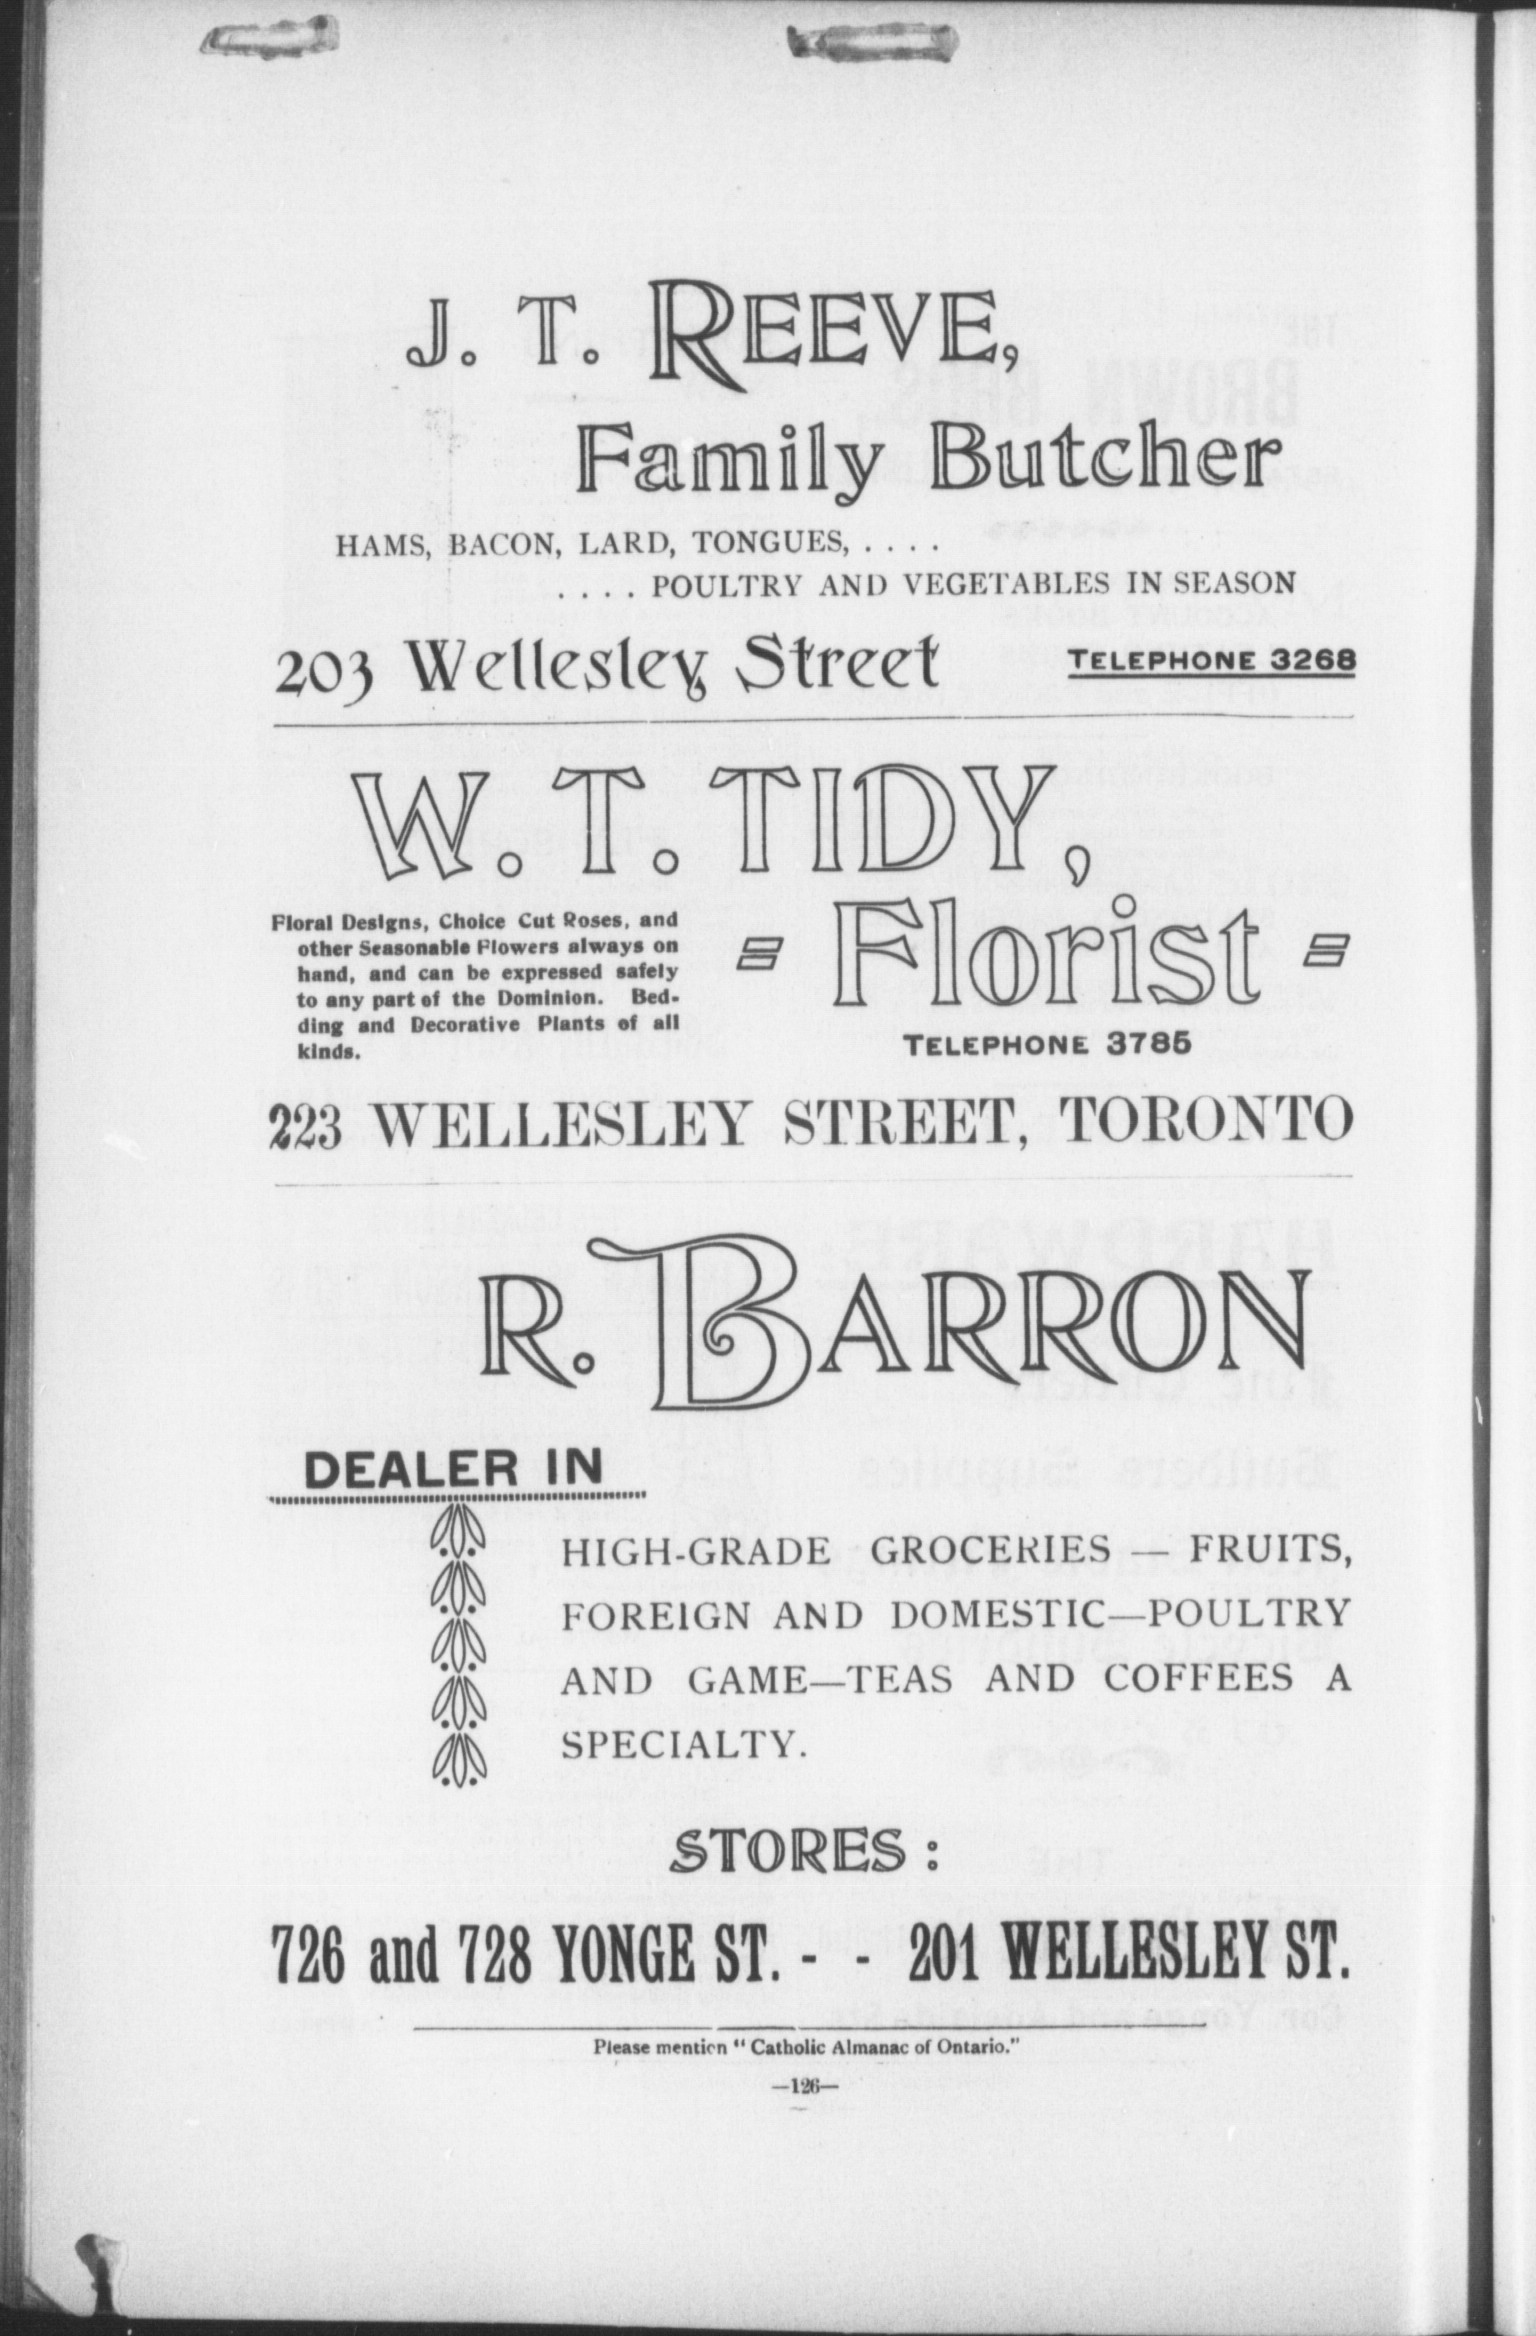 J. T. REEVE,
Family Butcher
HAMS, BACON, LARD, TONGUES, . . . .
. . . . POULTRY AND VEGETABLES IN SEASON
203 Wellesley Street TELEPHONE 3268
W. T. TIDY,
Floral Designs, Choice Cut Roses, and
other Seasonable Flowers always on
hand, and can be expressed safely
to any part of the Dominion. Bed-
ding and Decorative Plants of all
kinds.
= Florist =
TELEPHONE 3785
223 WELLESLEY STREET, TORONTO
R. BARRON
DEALER IN
HIGH-GRADE GROCERIES — FRUITS,
FOREIGN AND DOMESTIC—POULTRY
AND GAME—TEAS AND COFFEES A
SPECIALTY.
STORES :
726 and 728 YONGE ST. - - 201 WELLESLEY ST.
Please mention " Catholic Almanac of Ontario."
—126—